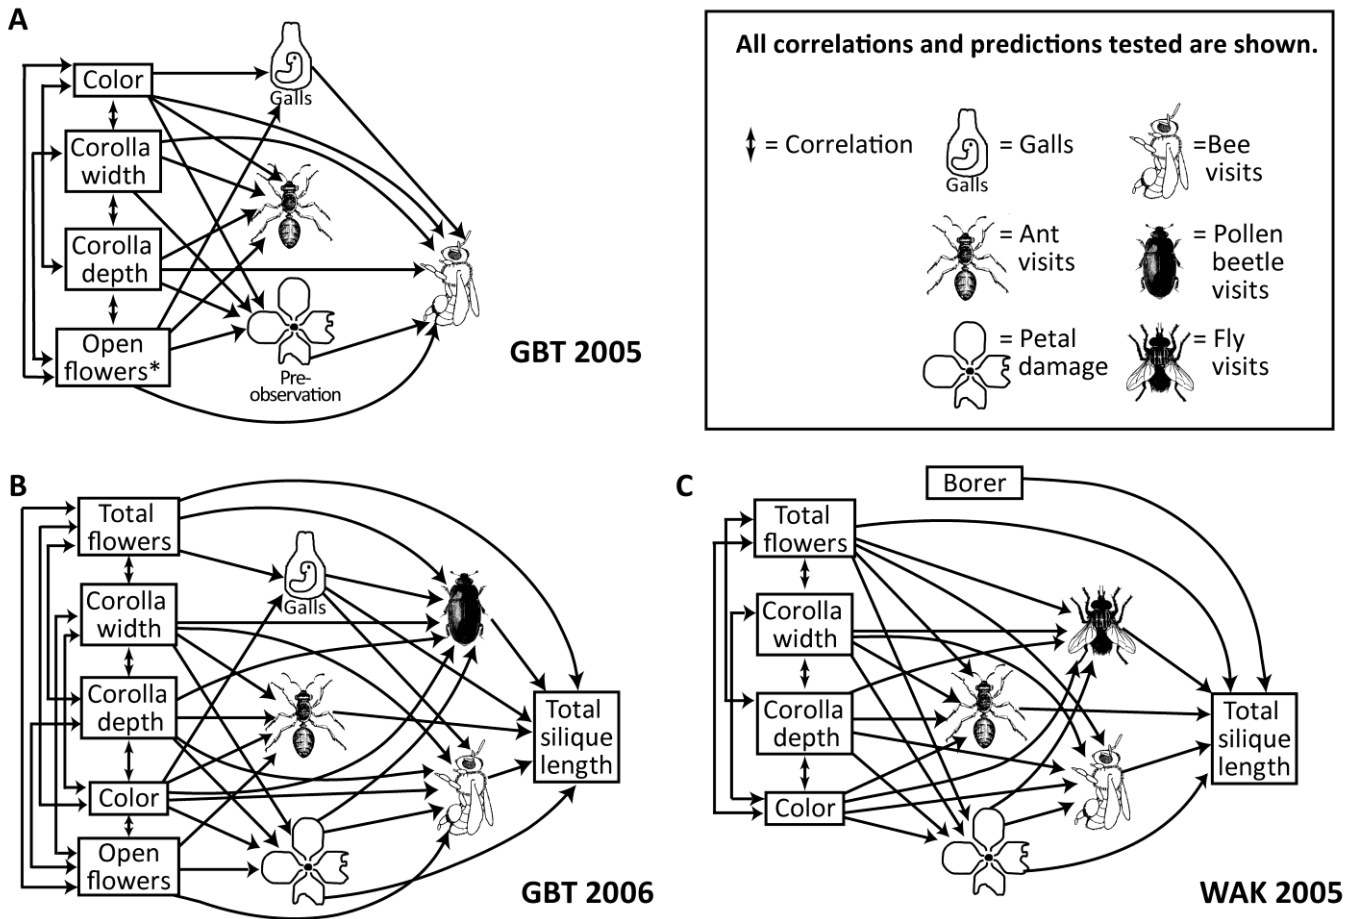 A
Color
Corolla
width
Corolla
depth
Open
flowers*
Galls
Pre-
observation
GBT 2005
All correlations and predictions tested are shown.
= Correlation
Galls
= Galls
=Bee
visits
= Ant
visits
= Pollen
beetle
visits
= Petal
damage
= Fly
visits
B
Total
flowers
Corolla
width
Corolla
depth
Color
Open
flowers
Galls
Total
silique
length
GBT 2006
C
Borer
Total
flowers
Corolla
width
Corolla
depth
Color
Total
silique
length
WAK 2005